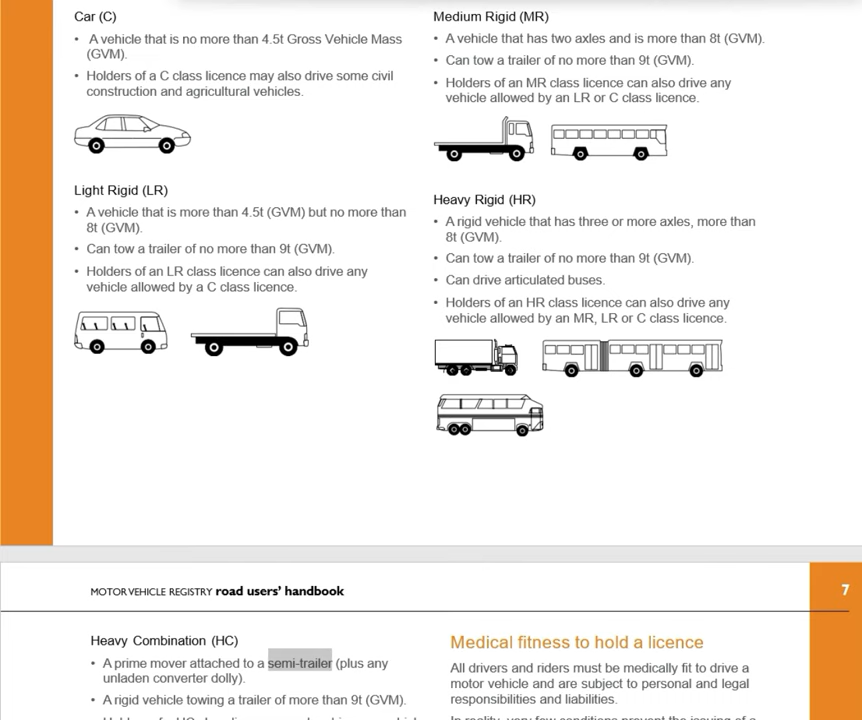 Car (C)
• A vehicle that is no more than 4.5t Gross Vehicle Mass
(GVM).
• Holders of a C class licence may also drive some civil
construction and agricultural vehicles.
Light Rigid (LR)
• A vehicle that is more than 4.5t (GVM) but no more than
8t (GVM).
• Can tow a trailer of no more than 9t (GVM).
• Holders of an LR class licence can also drive any
vehicle allowed by a C class licence.
Medium Rigid (MR)
• A vehicle that has two axles and is more than 8t (GVM).
• Can tow a trailer of no more than 9t (GVM).
• Holders of an MR class licence can also drive any
vehicle allowed by an LR or C class licence.
Heavy Rigid (HR)
• A rigid vehicle that has three or more axles, more than
8t (GVM).
• Can tow a trailer of no more than 9t (GVM).
• Can drive articulated buses.
• Holders of an HR class licence can also drive any
vehicle allowed by an MR, LR or C class licence.
MOTOR VEHICLE REGISTRY road users' handbook
7
Heavy Combination (HC)
• A prime mover attached to a semi-trailer (plus any
unladen converter dolly).
• A rigid vehicle towing a trailer of more than 9t (GVM).
Medical fitness to hold a licence
All drivers and riders must be medically fit to drive a
motor vehicle and are subject to personal and legal
responsibilities and liabilities.
In reality, very few conditions prevent the issuing of a